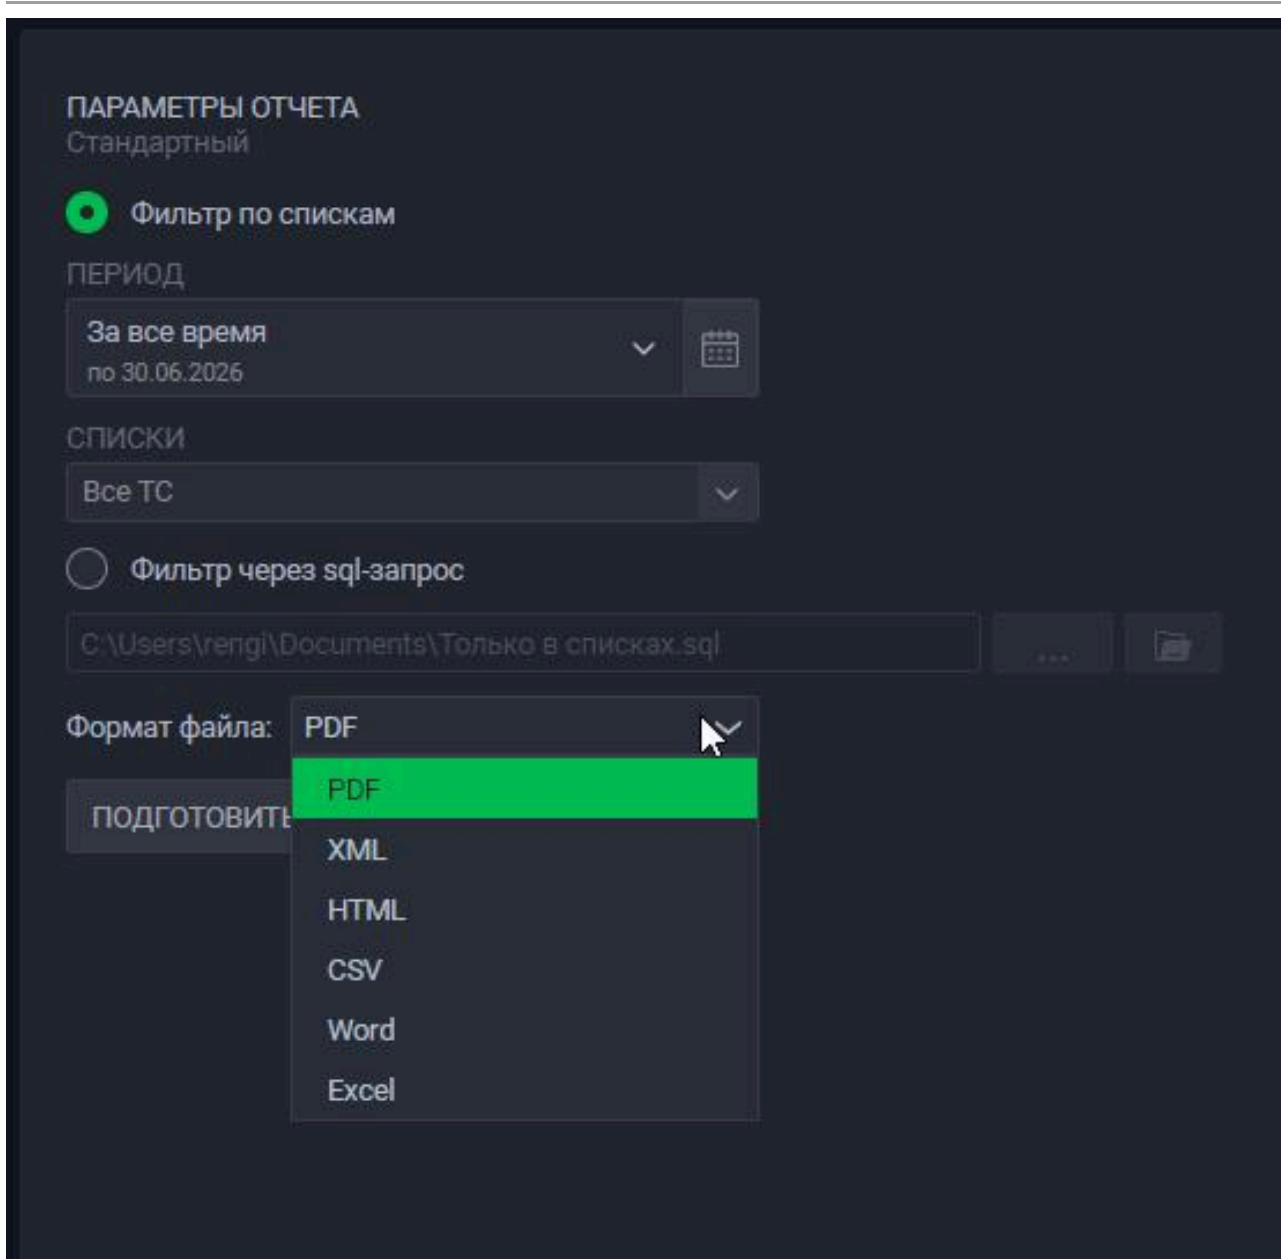 ПАРАМЕТРЫ ОТЧЕТА
Стандартный
Фильтр по спискам
ПЕРИОД
За все время
по 30.06.2026
СПИСКИ
Все ТС
Фильтр через sql-запрос
C:\Users\rengi\Documents\Только в списках.sql
...
Формат файла: PDF
PDF
ПОДГОТОВИТЬ
XML
HTML
CSV
Word
Excel